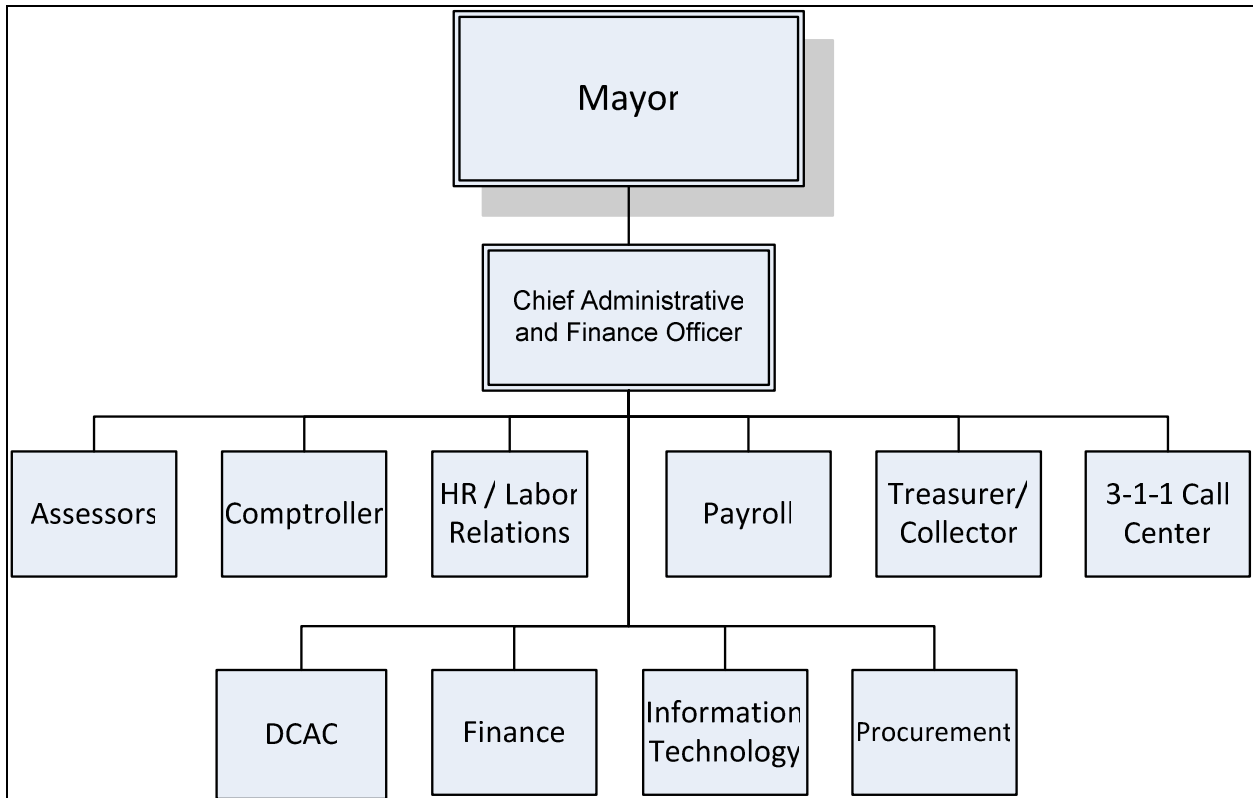 Mayor
Chief Administrative
and Finance Officer
Assessors
Comptroller
HR / Labor
Relations
Payroll
Treasurer/
Collector
3-1-1 Call
Center
DCAC
Finance
Information
Technology
Procurement